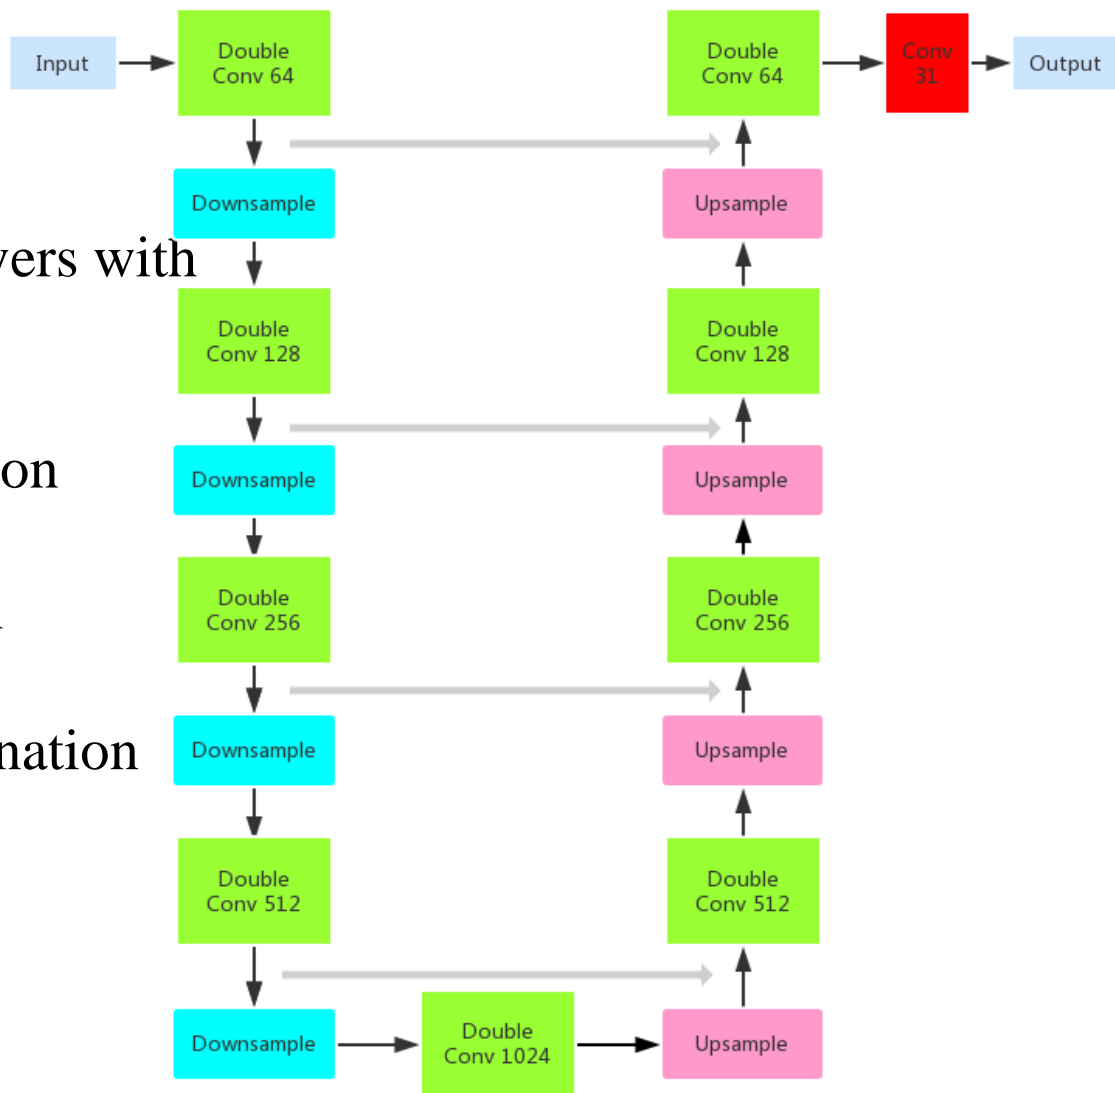 Input
Double
Conv 64
Downsample
Double
Conv 128
Downsample
Double
Conv 256
Downsample
Double
Conv 512
Downsample
Double
Conv 1024
Upsample
Double
Conv 512
Upsample
Double
Conv 256
Upsample
Double
Conv 128
Upsample
Double
Conv 64
Conv
31
Output
with
on